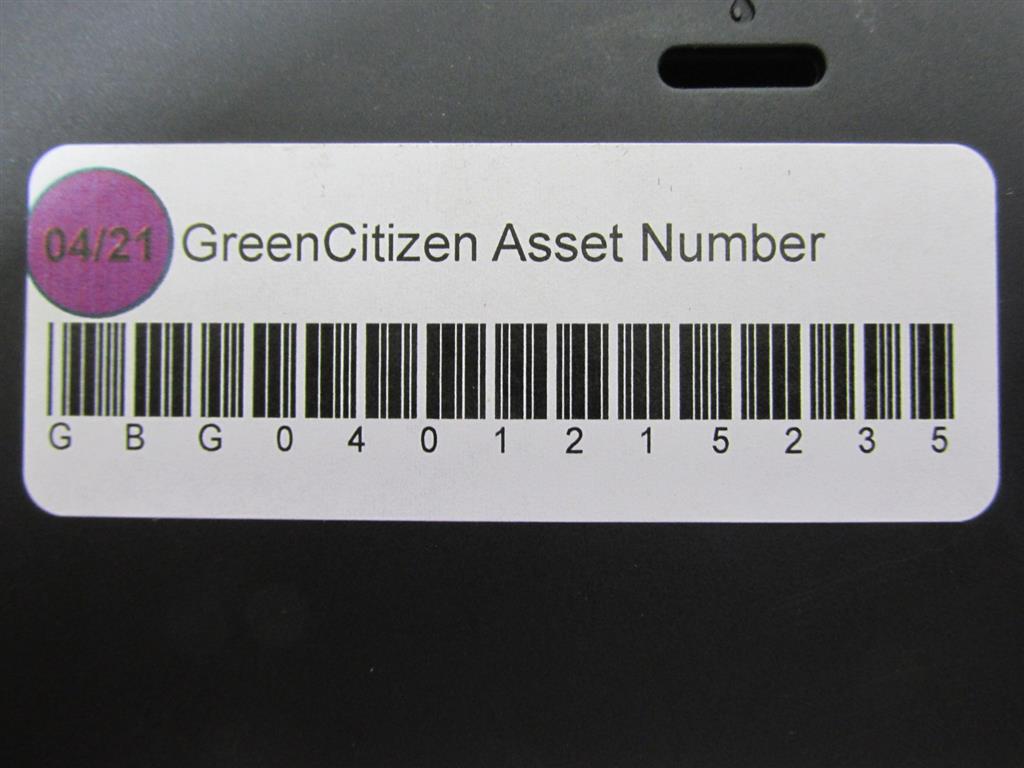 04/21 GreenCitizen Asset Number
G B G 0 4 0 1 2 1 5 2 3 5